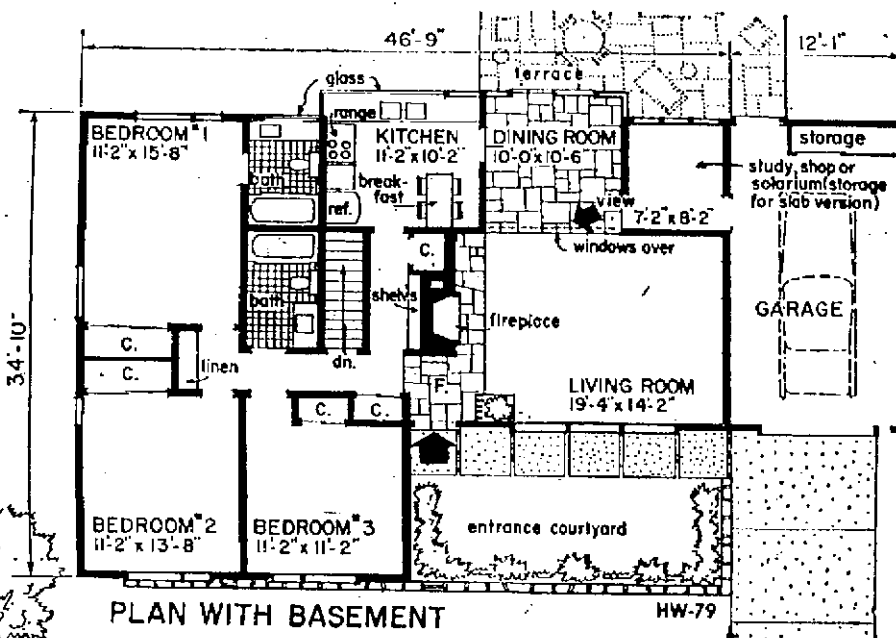 46'-9"
12'-1"
terrace
glass
range
BEDROOM #1
11'-2" x 15'-8"
KITCHEN
11'-2" x 10'-2"
DINING ROOM
10'-0 x 10'-6"
storage
study, shop or
solarium (storage
for slab version)
bath
break-
fast
ref.
view
7'-2" x 8'-2"
windows over
C.
bath
shelvs
fireplace
GARAGE
34'-10"
C.
linen
dn.
C.
F.
LIVING ROOM
19'-4" x 14'-2"
C.
C.
BEDROOM #2
11'-2" x 13'-8"
BEDROOM #3
11'-2" x 11'-2"
entrance courtyard
PLAN WITH BASEMENT
HW-79